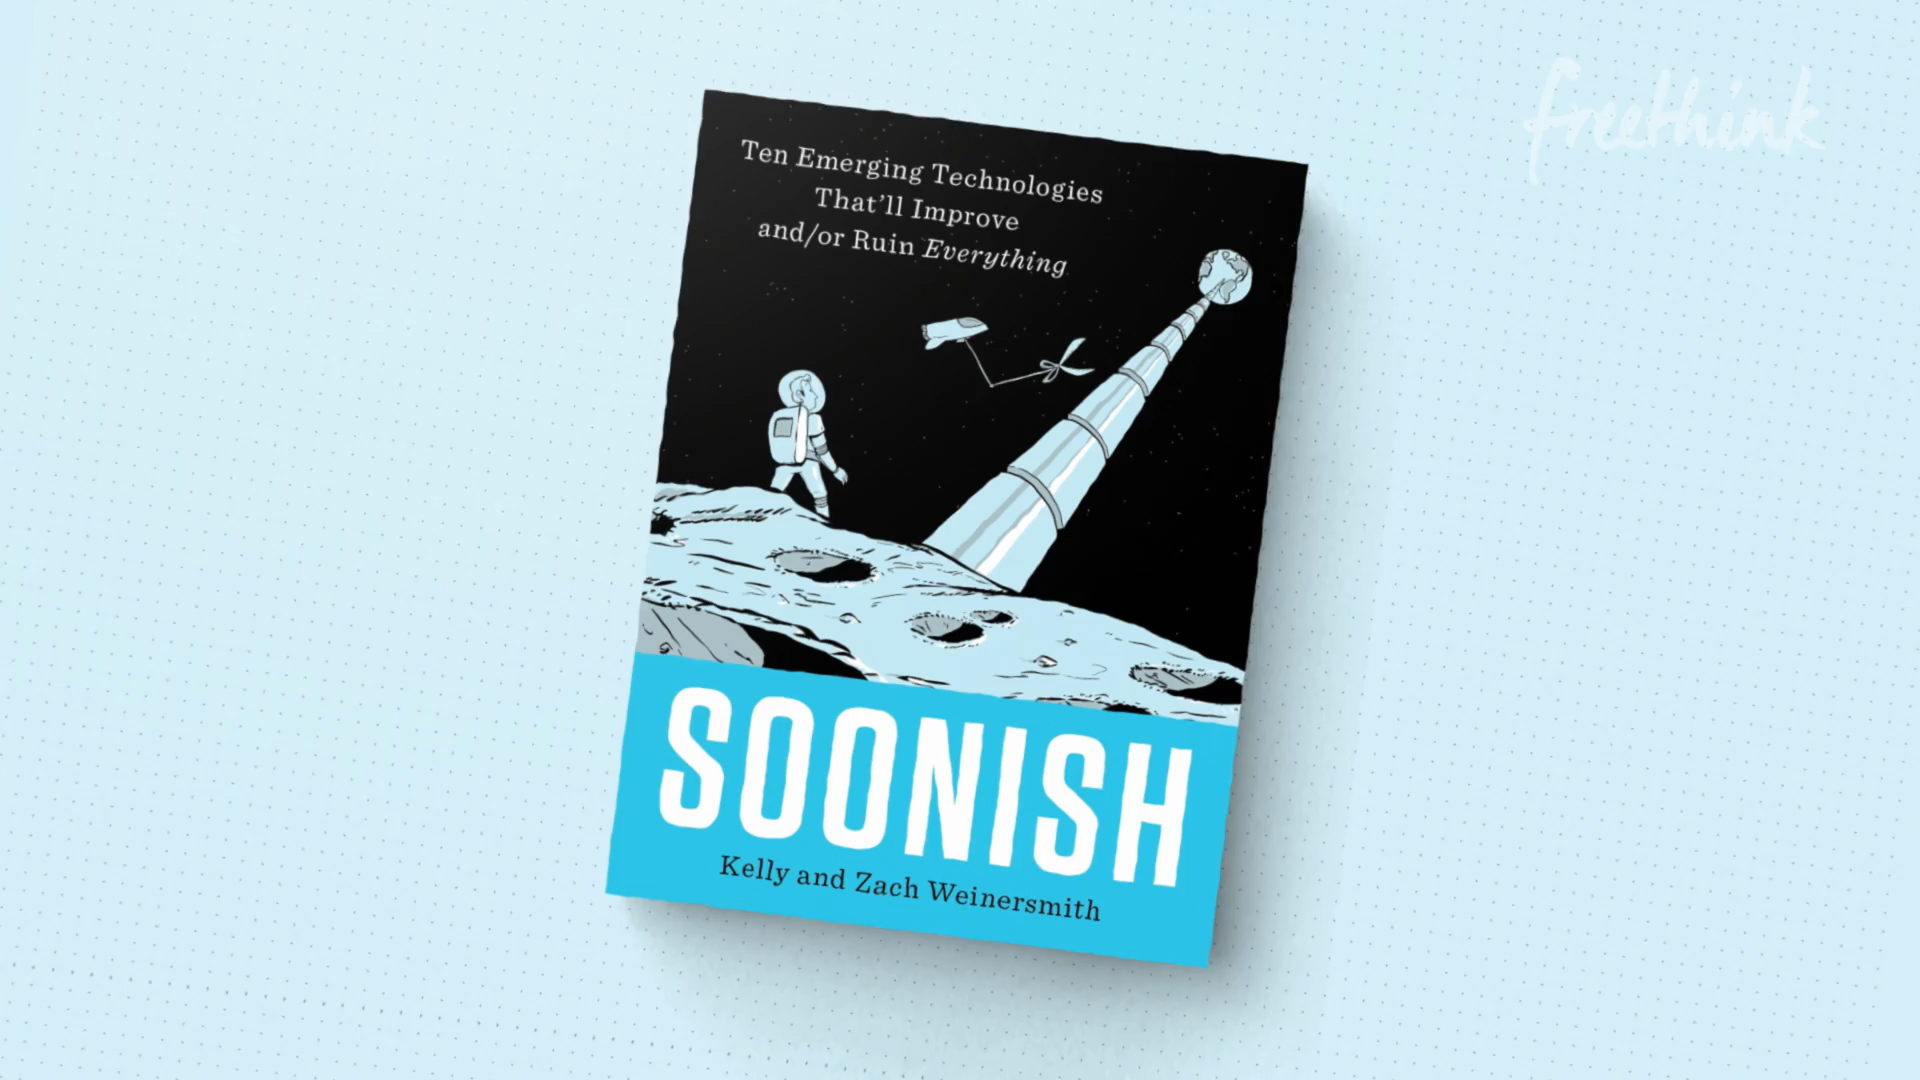 freethink
Ten Emerging Technologies
That’ll Improve
and/or Ruin Everything
SOONISH
Kelly and Zach Weinersmith